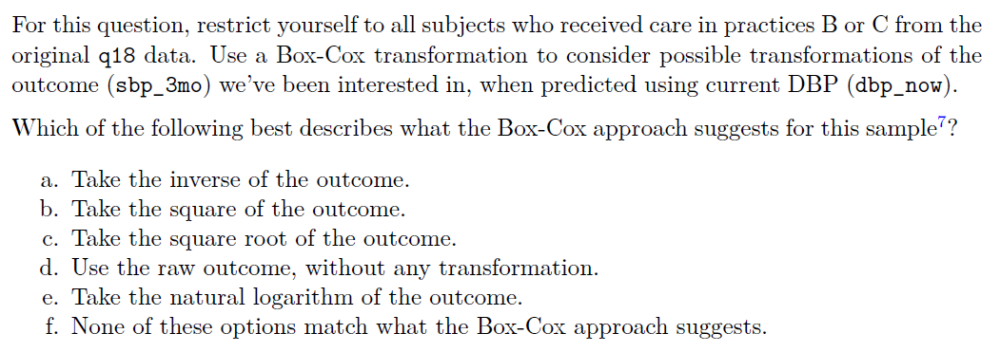 For this question, restrict yourself to all subjects who received care in practices B or C from the
original q18 data. Use a Box-Cox transformation to consider possible transformations of the
outcome (sbp_3mo) we've been interested in, when predicted using current DBP (dbp_now).
Which of the following best describes what the Box-Cox approach suggests for this sample⁷?
a. Take the inverse of the outcome.
b. Take the square of the outcome.
c. Take the square root of the outcome.
d. Use the raw outcome, without any transformation.
e. Take the natural logarithm of the outcome.
f. None of these options match what the Box-Cox approach suggests.